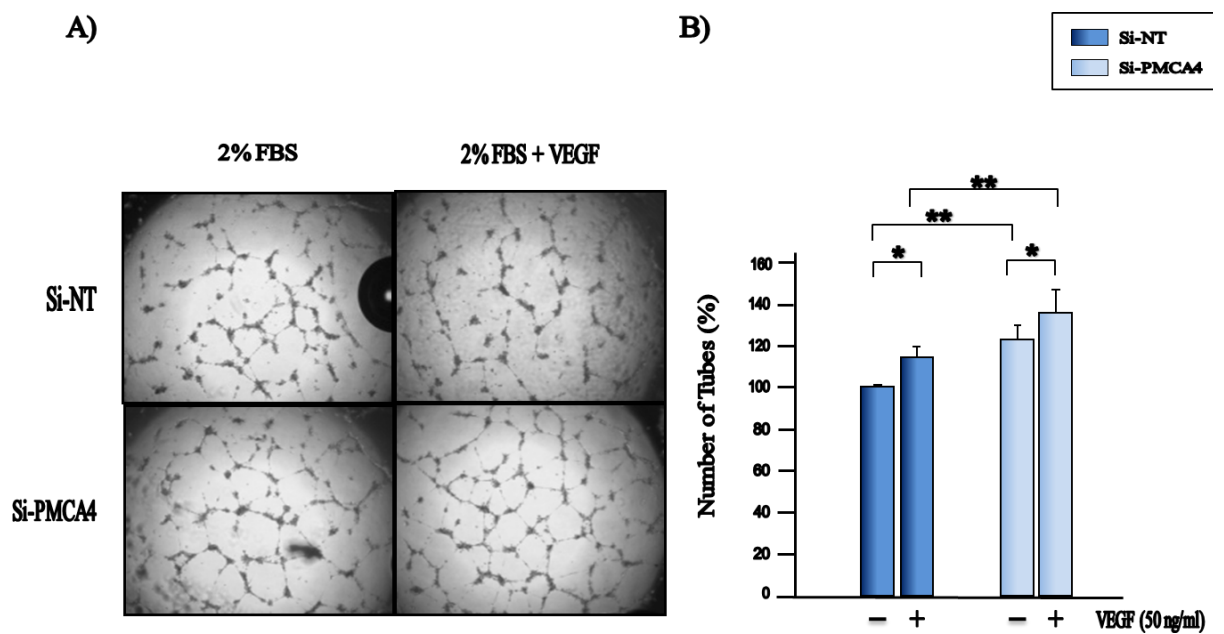 A)
B)
Si-NT
Si-PMCA4
2% FBS
2% FBS + VEGF
Si-NT
Si-PMCA4
**
**
*
*
Number of Tubes (%)
160
140
120
100
80
60
40
20
0
− + − + VEGF (50 ng/ml)